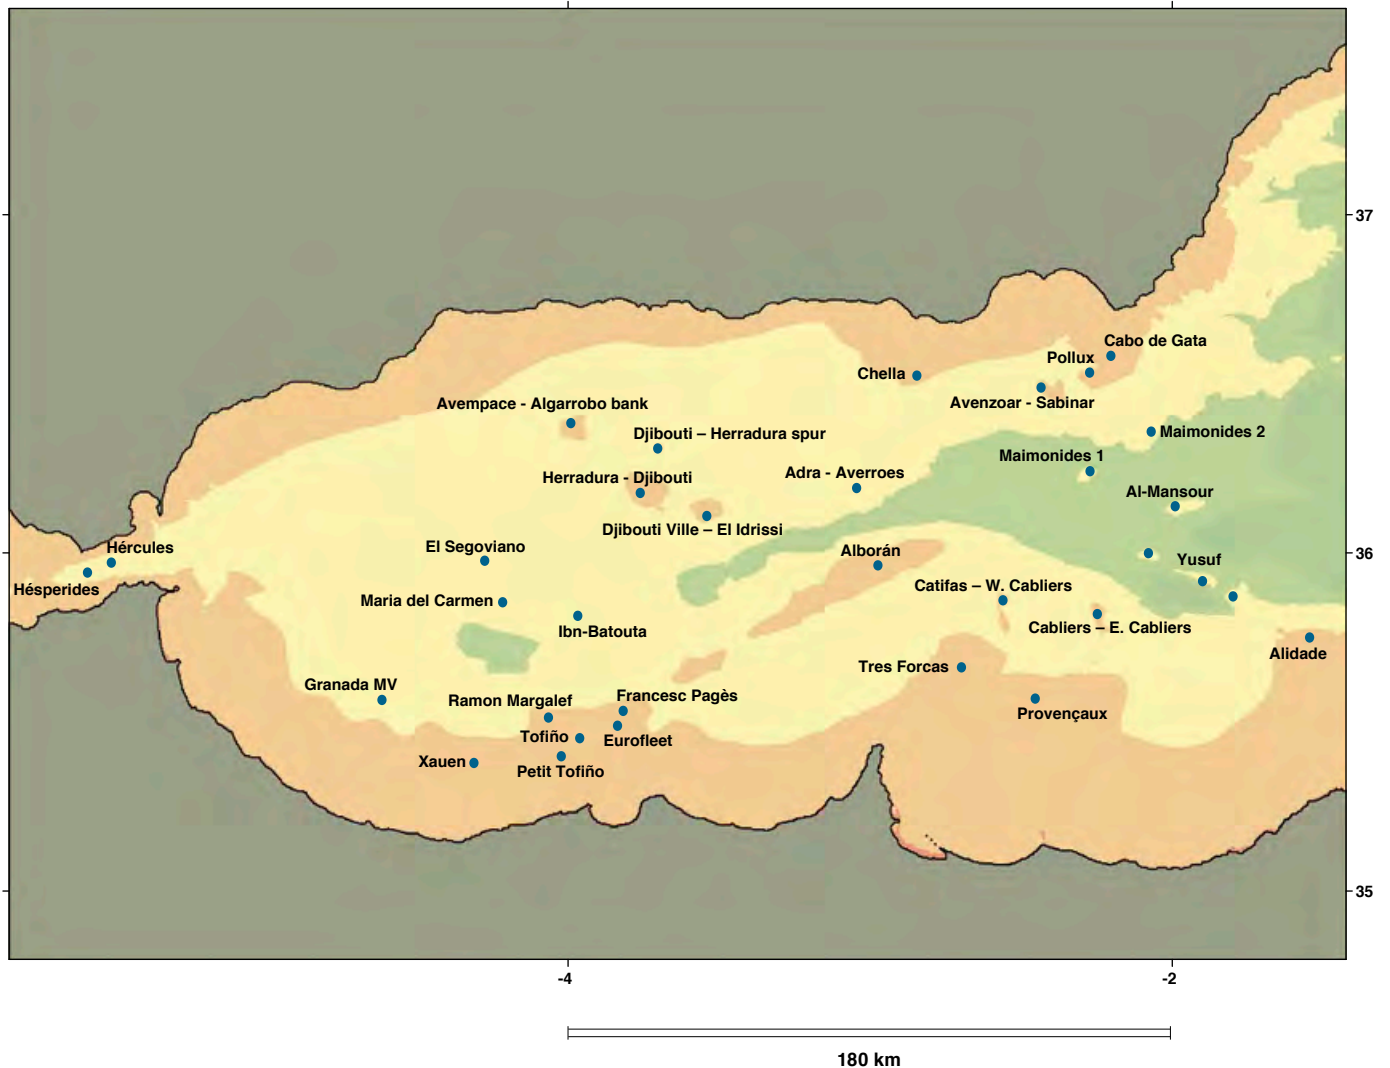 37
Cabo de Gata
Pollux
Chella
Avenzoar - Sabinar
Avempace - Algarrobo bank
Djibouti – Herradura spur
Maimonides 2
Maimonides 1
Adra - Averroes
Herradura - Djibouti
Al-Mansour
Djibouti Ville – El Idrissi
Hércules
El Segoviano
Alborán
36
Yusuf
Hésperides
Catifas – W. Cabliers
Maria del Carmen
Ibn-Batouta
Cabliers – E. Cabliers
Alidade
Tres Forcas
Granada MV
Ramon Margalef
Francesc Pagès
Provençaux
Tofiño
Eurofleet
Xauen
Petit Tofiño
35
-4
-2
180 km